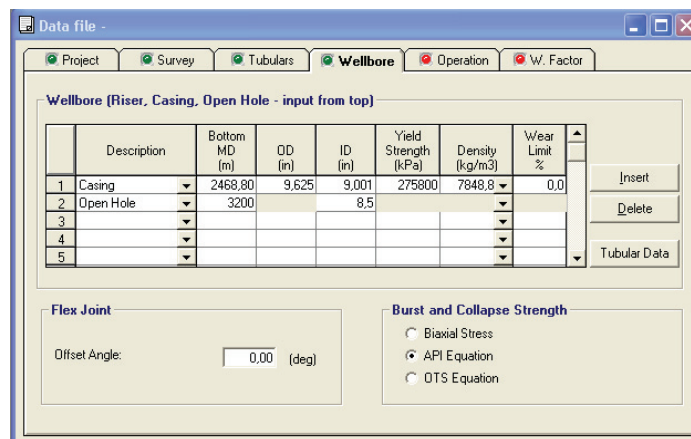 Data file -
Project Survey Tubulars Wellbore Operation W. Factor
Wellbore (Riser, Casing, Open Hole - input from top)
Description Bottom MD (m) OD (in) ID (in) Yield Strength (kPa) Density (kg/m3) Wear Limit %
1 Casing 2468,80 9,625 9,001 275800 7848,8 0,0
2 Open Hole 3200 8,5
3
4
5
Insert
Delete
Tubular Data
Flex Joint
Offset Angle: 0,00 (deg)
Burst and Collapse Strength
Biaxial Stress
API Equation
OTS Equation